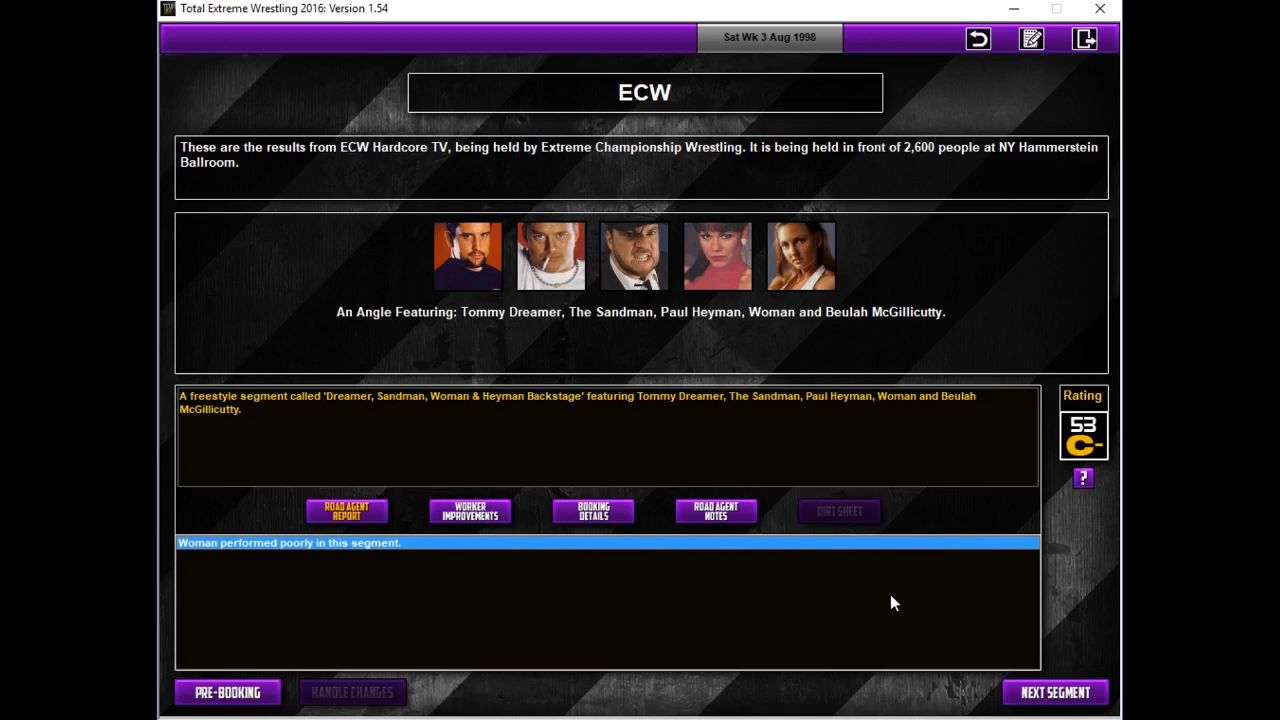 Total Extreme Wrestling 2016: Version 1.54
Sat Wk 3 Aug 1998
ECW
These are the results from ECW Hardcore TV, being held by Extreme Championship Wrestling. It is being held in front of 2,600 people at NY Hammerstein
Ballroom.
An Angle Featuring: Tommy Dreamer, The Sandman, Paul Heyman, Woman and Beulah McGillicutty.
A freestyle segment called 'Dreamer, Sandman, Woman & Heyman Backstage' featuring Tommy Dreamer, The Sandman, Paul Heyman, Woman and Beulah
McGillicutty.
Rating
53
C-
?
ROAD AGENT
REPORT
WORKER
IMPROVEMENTS
BOOKING
DETAILS
ROAD AGENT
NOTES
DIRT SHEET
Woman performed poorly in this segment.
PRE-BOOKING
HANDLE CHANGES
NEXT SEGMENT